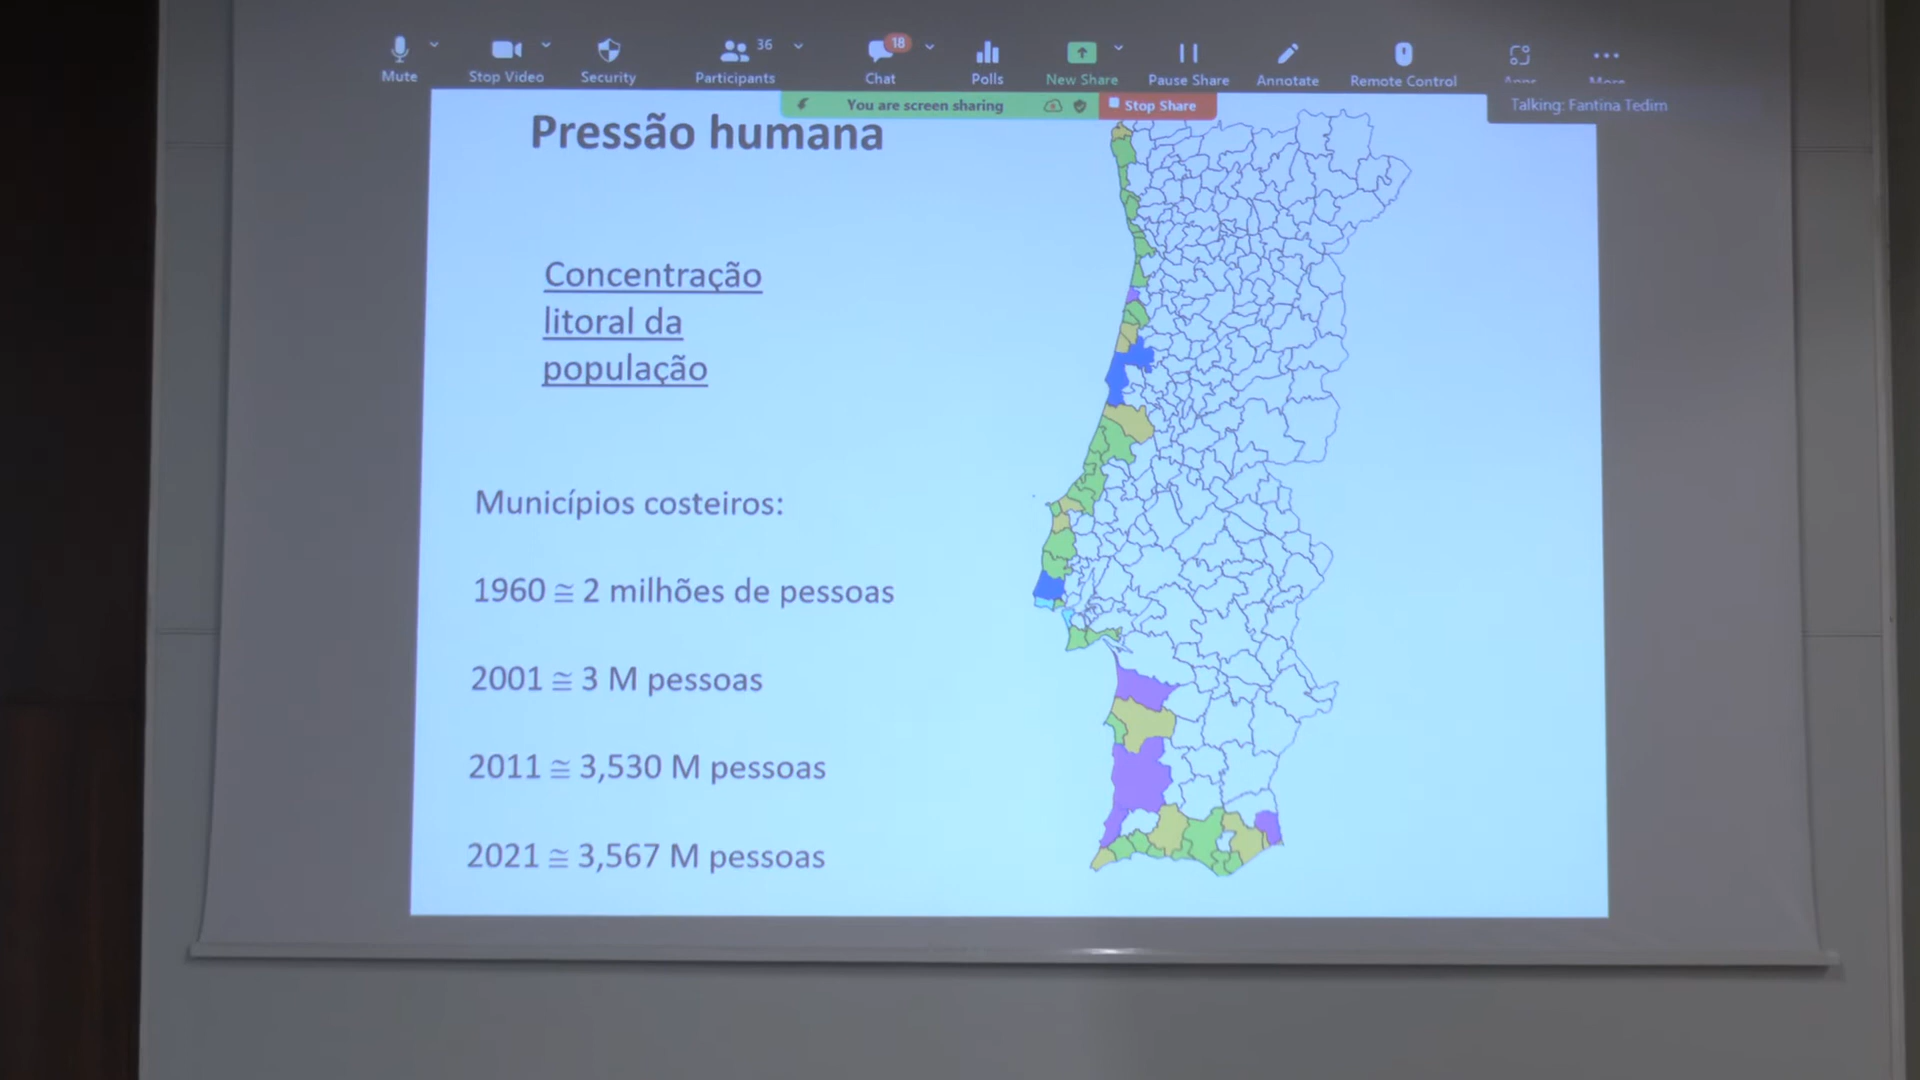 Mute
Stop Video
Security
36
Participants
18
Chat
Polls
New Share
Pause Share
Annotate
Remote Control
You are screen sharing
Stop Share
Talking: Fantina Tedim
Pressão humana
Concentração
litoral da
população
Municípios costeiros:
1960 ≅ 2 milhões de pessoas
2001 ≅ 3 M pessoas
2011 ≅ 3,530 M pessoas
2021 ≅ 3,567 M pessoas